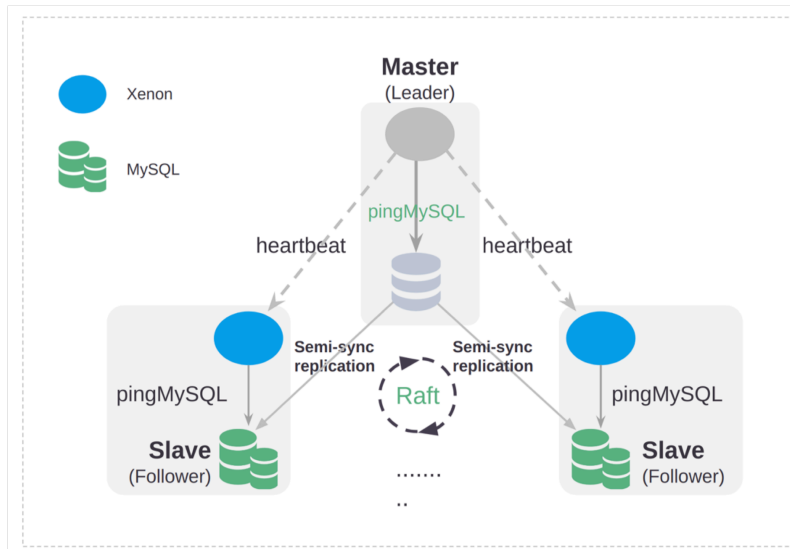 Master
(Leader)
Xenon
MySQL
pingMySQL
heartbeat
heartbeat
Semi-sync
replication
Semi-sync
replication
Raft
pingMySQL
pingMySQL
Slave
(Follower)
Slave
(Follower)
.......
..